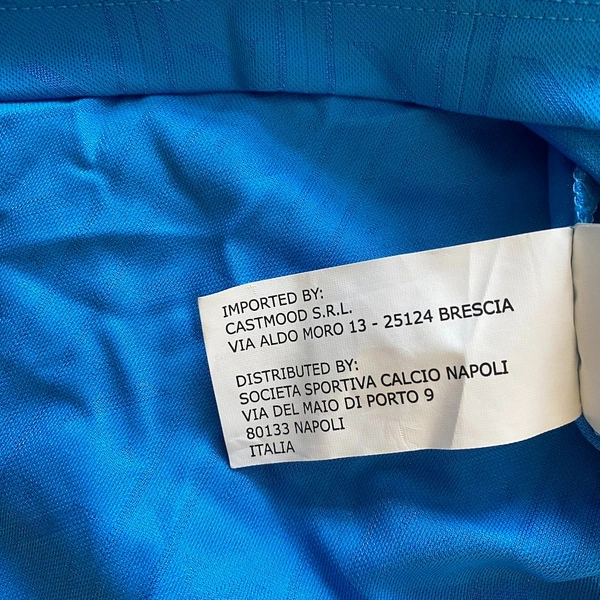 IMPORTED BY:
CASTMOOD S.R.L.
VIA ALDO MORO 13 - 25124 BRESCIA
DISTRIBUTED BY:
SOCIETA SPORTIVA CALCIO NAPOLI
VIA DEL MAIO DI PORTO 9
80133 NAPOLI
ITALIA